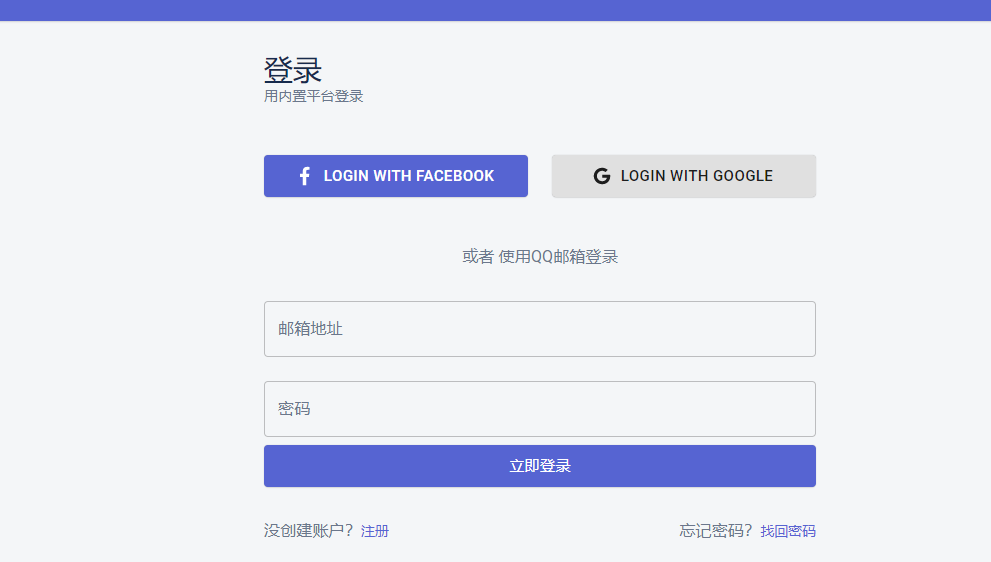 登录
用内置平台登录
LOGIN WITH FACEBOOK
LOGIN WITH GOOGLE
或者 使用QQ邮箱登录
邮箱地址
密码
立即登录
没创建账户？注册
忘记密码？找回密码